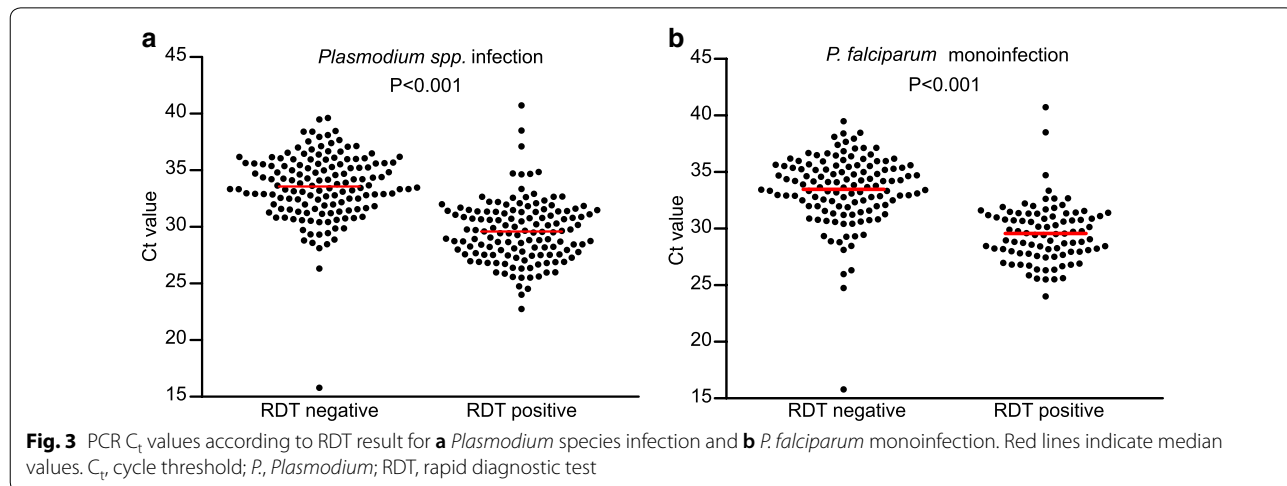 a
Plasmodium spp. infection
P<0.001
45
40
35
30
25
20
15
Ct value
RDT negative
RDT positive
b
P. falciparum monoinfection
P<0.001
45
40
35
30
25
20
15
Ct value
RDT negative
RDT positive
Fig. 3 PCR Ct values according to RDT result for a Plasmodium species infection and b P. falciparum monoinfection. Red lines indicate median
values. Ct, cycle threshold; P., Plasmodium; RDT, rapid diagnostic test